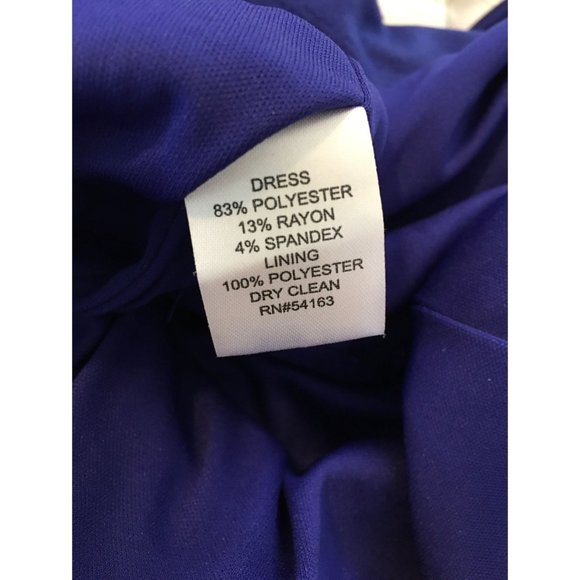 DRESS
83% POLYESTER
13% RAYON
4% SPANDEX
LINING
100% POLYESTER
DRY CLEAN
RN#54163